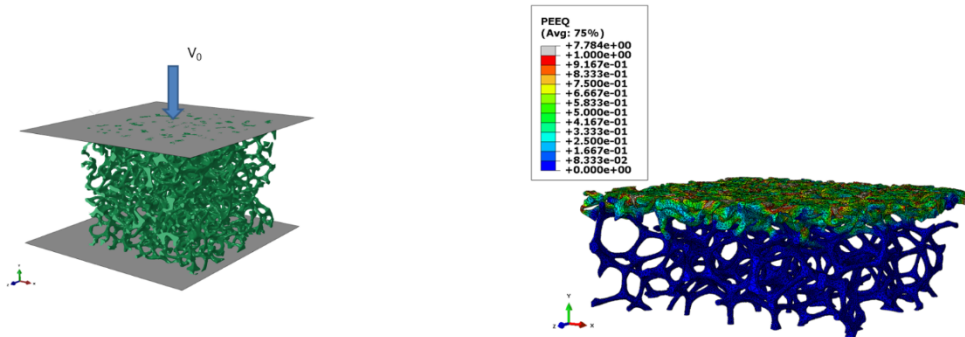 V0
PEEQ
(Avg: 75%)
+7.784e+00
+1.000e+00
+9.167e-01
+8.333e-01
+7.500e-01
+6.667e-01
+5.833e-01
+5.000e-01
+4.167e-01
+3.333e-01
+2.500e-01
+1.667e-01
+8.333e-02
+0.000e+00
Y
Z X